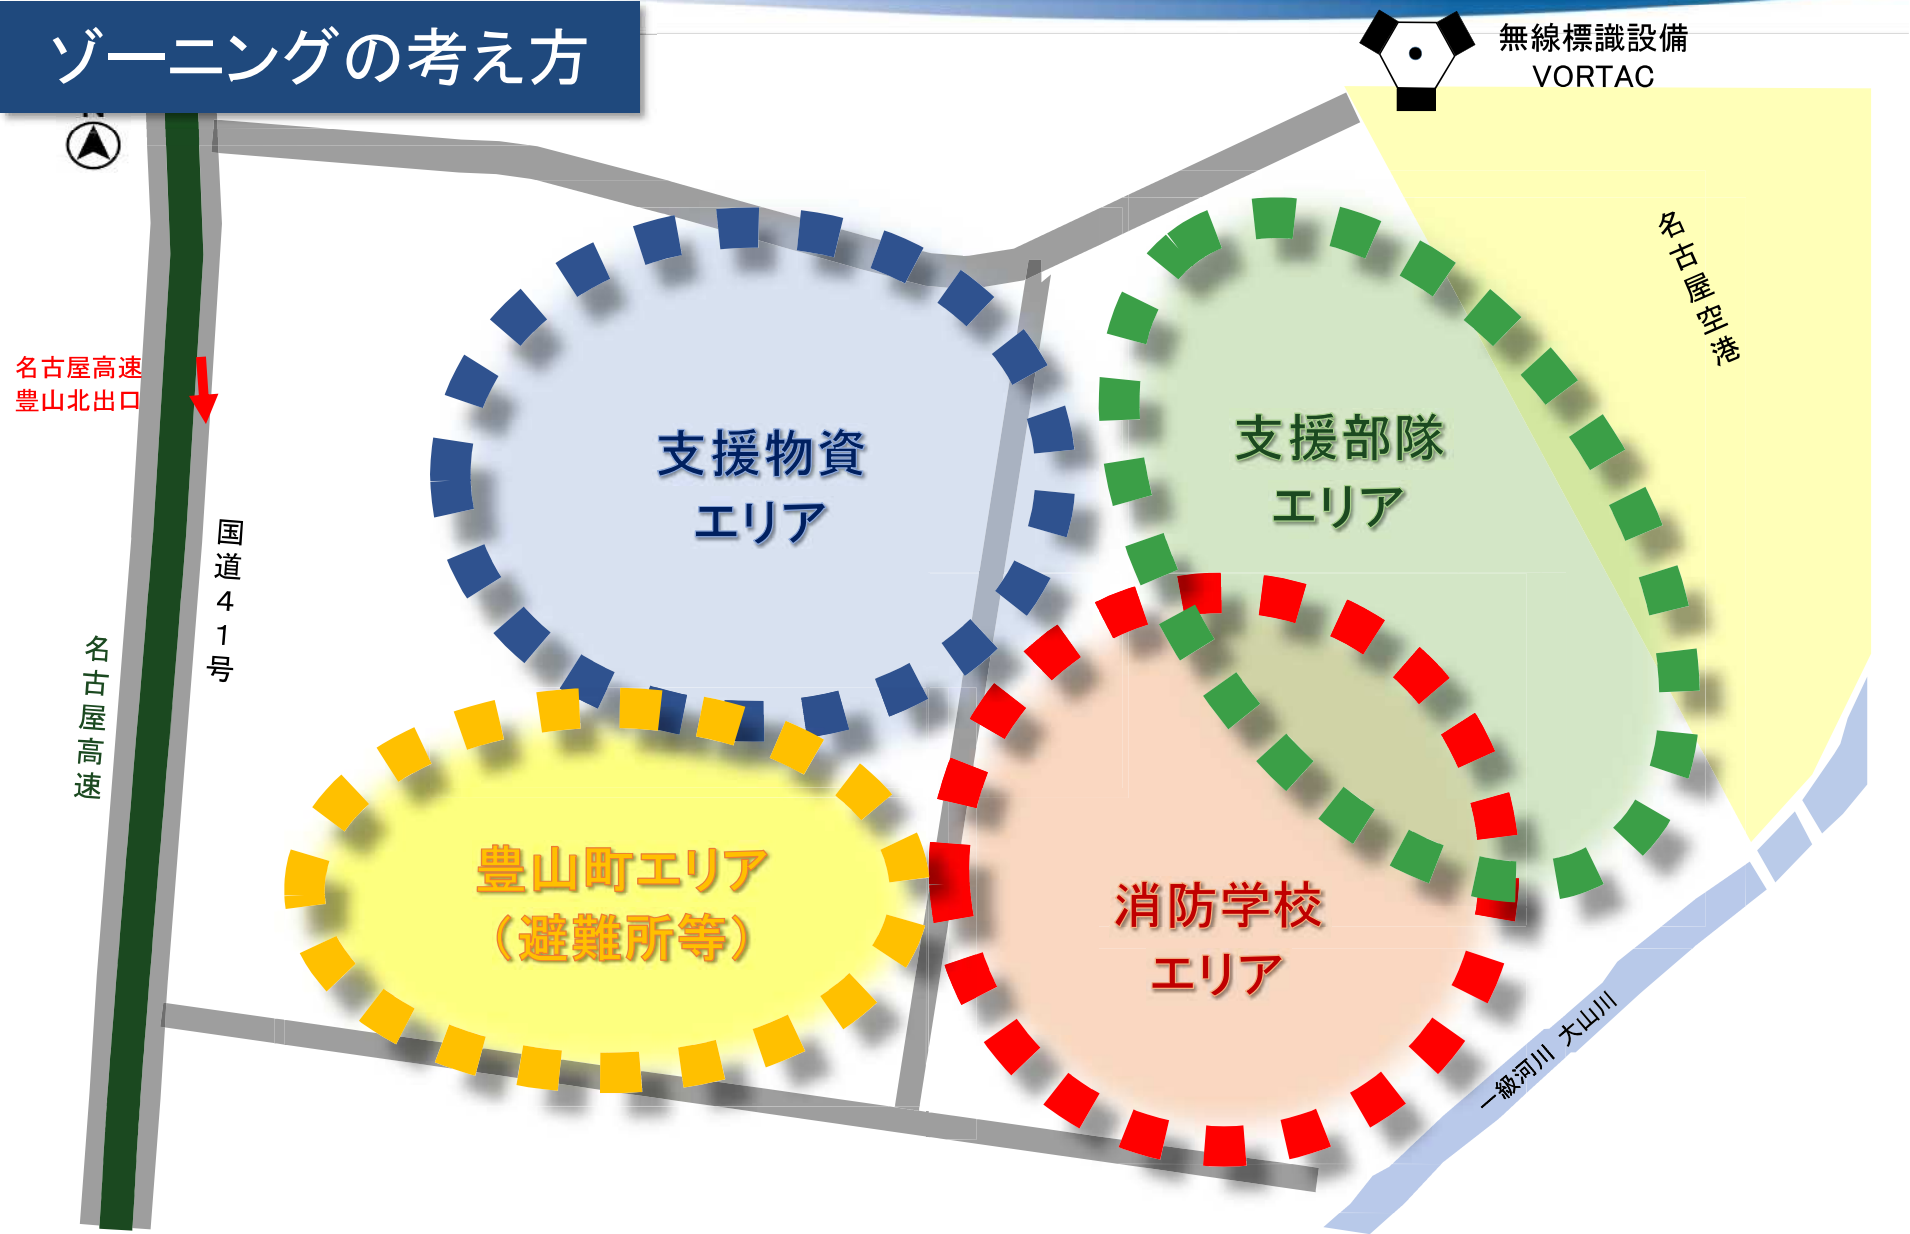 ゾーニングの考え方
無線標識設備
VORTAC
N
名古屋空港
名古屋高速
豊山北出口
支援物資
エリア
支援部隊
エリア
国道41号
名古屋高速
豊山町エリア
（避難所等）
消防学校
エリア
一級河川 大山川